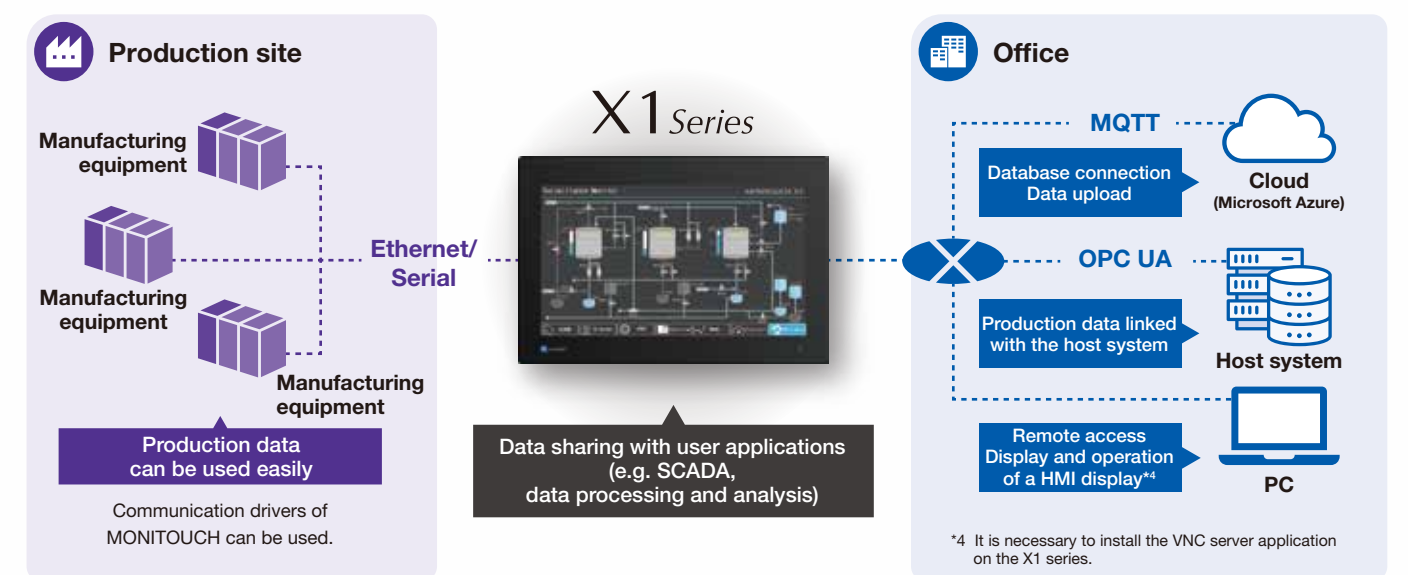 Production site
Manufacturing
equipment
Manufacturing
equipment
Manufacturing
equipment
Production data
can be used easily
Communication drivers of
MONITOUCH can be used.
Ethernet/
Serial
X1 Series
Data sharing with user applications
(e.g. SCADA,
data processing and analysis)
Office
MQTT
Database connection
Data upload
Cloud
(Microsoft Azure)
OPC UA
Production data linked
with the host system
Host system
Remote access
Display and operation
of a HMI display*4
PC
*4 It is necessary to install the VNC server application
on the X1 series.